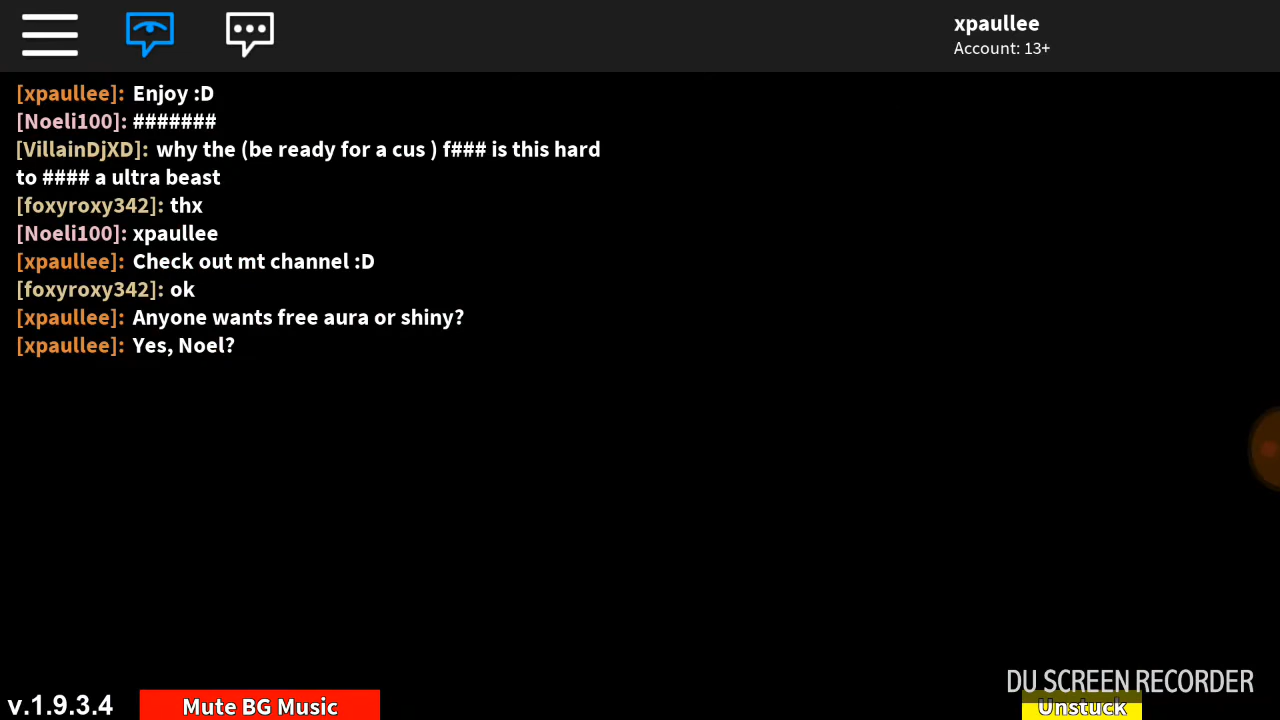 xpaullee
Account: 13+
[xpaullee]: Enjoy :D
[Noeli100]: #######
[VillainDjXD]: why the (be ready for a cus ) f### is this hard
to #### a ultra beast
[foxyroxy342]: thx
[Noeli100]: xpaullee
[xpaullee]: Check out mt channel :D
[foxyroxy342]: ok
[xpaullee]: Anyone wants free aura or shiny?
[xpaullee]: Yes, Noel?
DU SCREEN RECORDER
v.1.9.3.4 Mute BG Music Unstuck